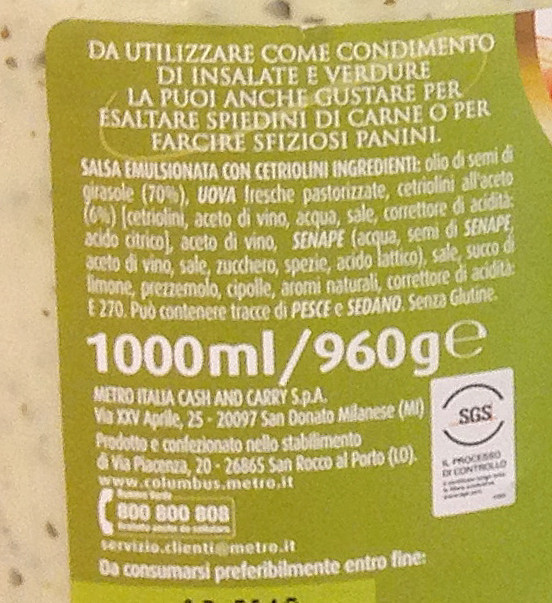 DA UTILIZZARE COME CONDIMENTO
DI INSALATE E VERDURE
LA PUOI ANCHE GUSTARE PER
ESALTARE SPIEDINI DI CARNE O PER
FARCIRE SFIZIOSI PANINI.
SALSA EMULSIONATA CON CETRIOLINI INGREDIENTI: olio di semi di
girasole (70%), UOVA fresche pastorizzate, cetriolini all'aceto
(6%) [cetriolini, aceto di vino, acqua, sale, correttore di acidità:
acido citrico], aceto di vino, SENAPE (acqua, semi di SENAPE,
aceto di vino, sale, zucchero, spezie, acido lattico), sale, succo di
limone, prezzemolo, cipolle, aromi naturali, correttore di acidità:
E 270. Può contenere tracce di PESCE e SEDANO. Senza Glutine.
1000ml/960g℮
METRO ITALIA CASH AND CARRY S.p.A.
Via XXV Aprile, 25 - 20097 San Donato Milanese (MI)
Prodotto e confezionato nello stabilimento
di Via Piacenza, 20 - 26865 San Rocco al Porto (LO).
www.columbus.metro.it
Numero Verde
800 800 808
servizio.clienti@metro.it
Da consumarsi preferibilmente entro fine:
SGS
IL PROCESSO
DI CONTROLLO